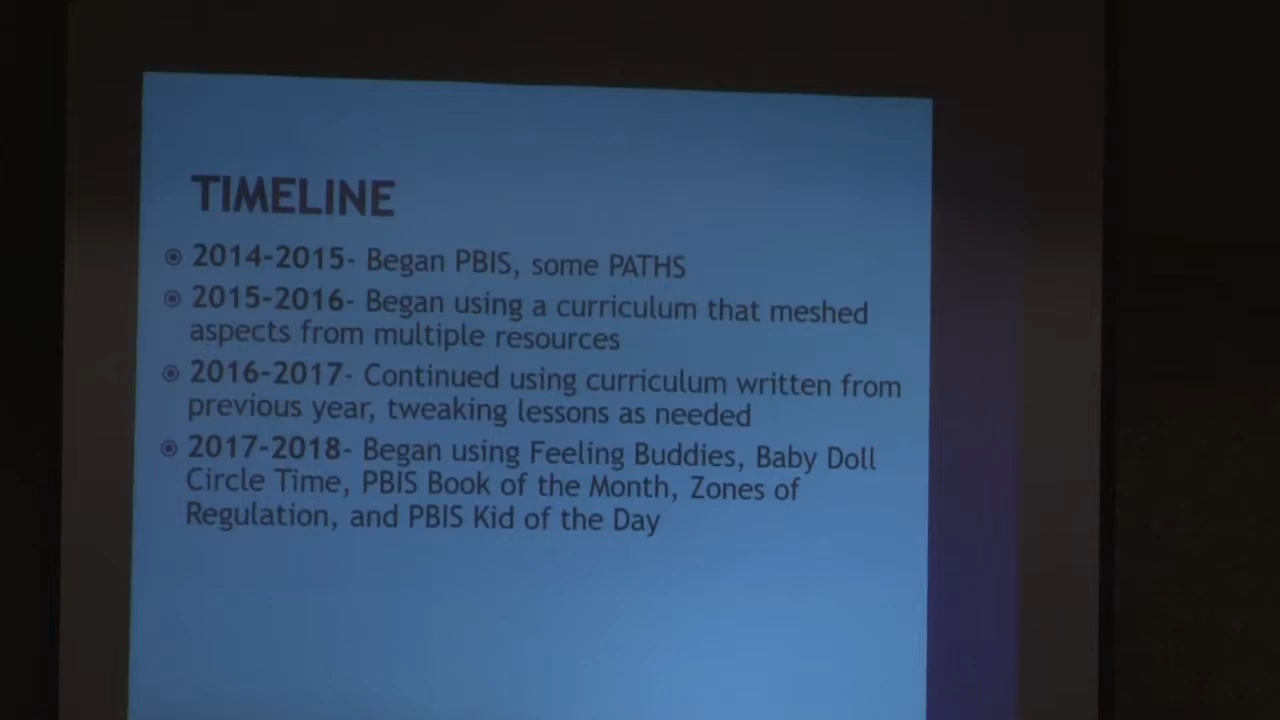 TIMELINE
2014-2015- Began PBIS, some PATHS
2015-2016- Began using a curriculum that meshed
aspects from multiple resources
2016-2017- Continued using curriculum written from
previous year, tweaking lessons as needed
2017-2018- Began using Feeling Buddies, Baby Doll
Circle Time, PBIS Book of the Month, Zones of
Regulation, and PBIS Kid of the Day